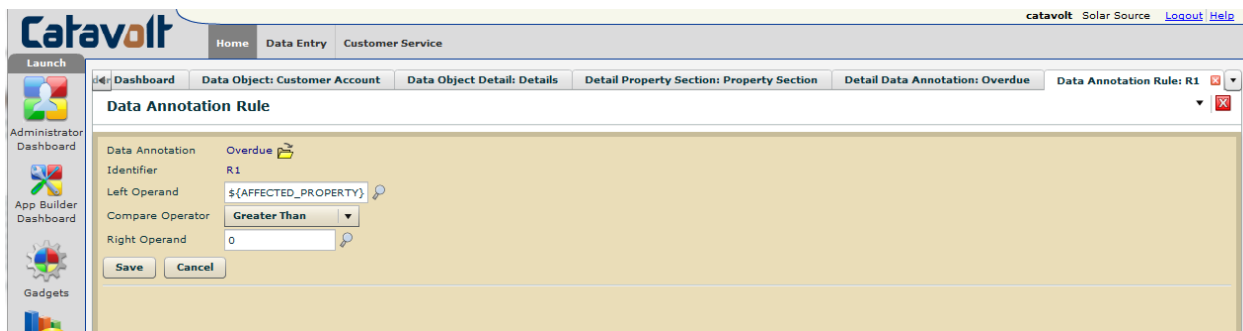 catavolt Solar Source Logout Help
Catavolt
Home Data Entry Customer Service
Launch
Dashboard Data Object: Customer Account Data Object Detail: Details Detail Property Section: Property Section Detail Data Annotation: Overdue Data Annotation Rule: R1
Data Annotation Rule
Administrator
Dashboard
App Builder
Dashboard
Gadgets
Data Annotation Overdue
Identifier R1
Left Operand ${AFFECTED_PROPERTY}
Compare Operator Greater Than
Right Operand 0
Save Cancel